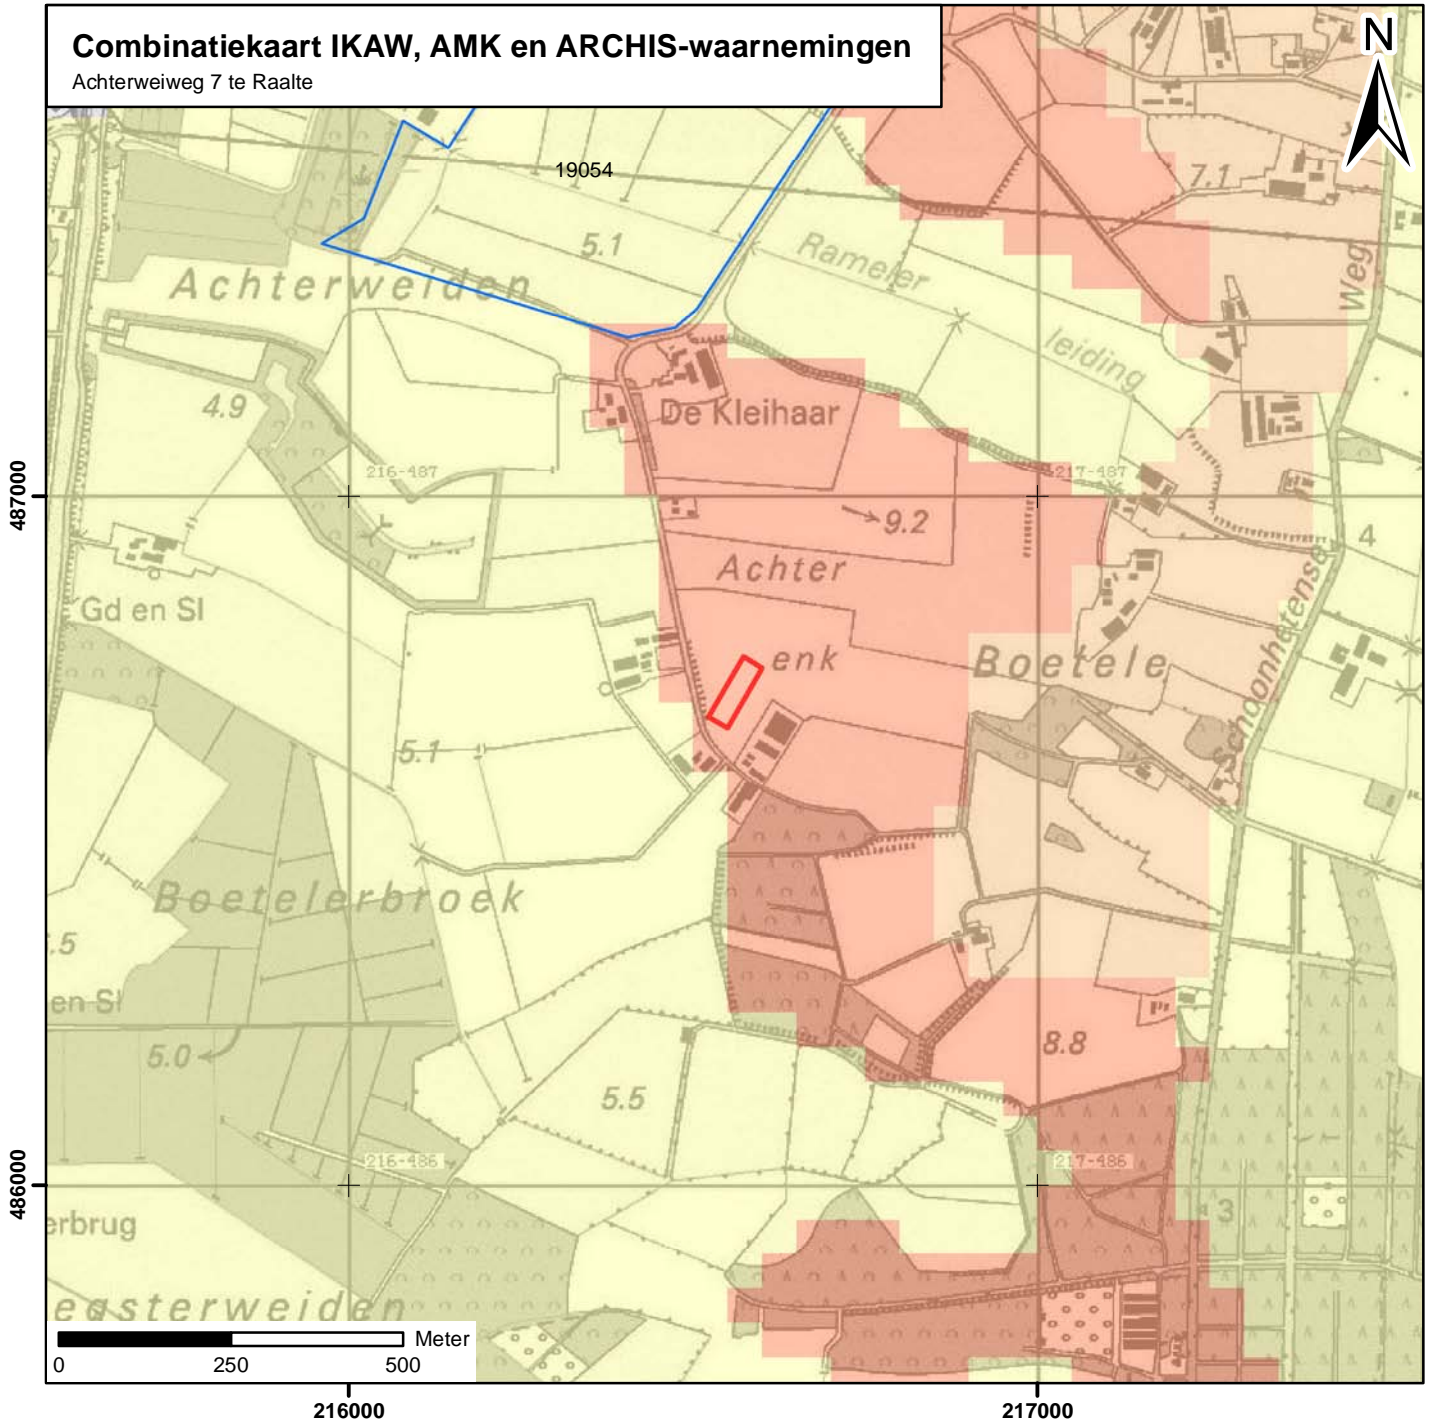 Combinatiekaart IKAW, AMK en ARCHIS-waarnemingen
Achterweiweg 7 te Raalte
N
19054
7.1
5.1
Rameler
Weg
Achterweiden
leiding
4.9
De Kleihaar
216-487
217-487
487000
9.2
4
Achter
Gd en Sl
enk
Boetele
Schoonhetense
5.1
Boetelerbroek
.5
en Sl
5.0
8.8
5.5
216-486
217-486
486000
3
erbrug
egsterweiden
Meter
0
250
500
216000
217000